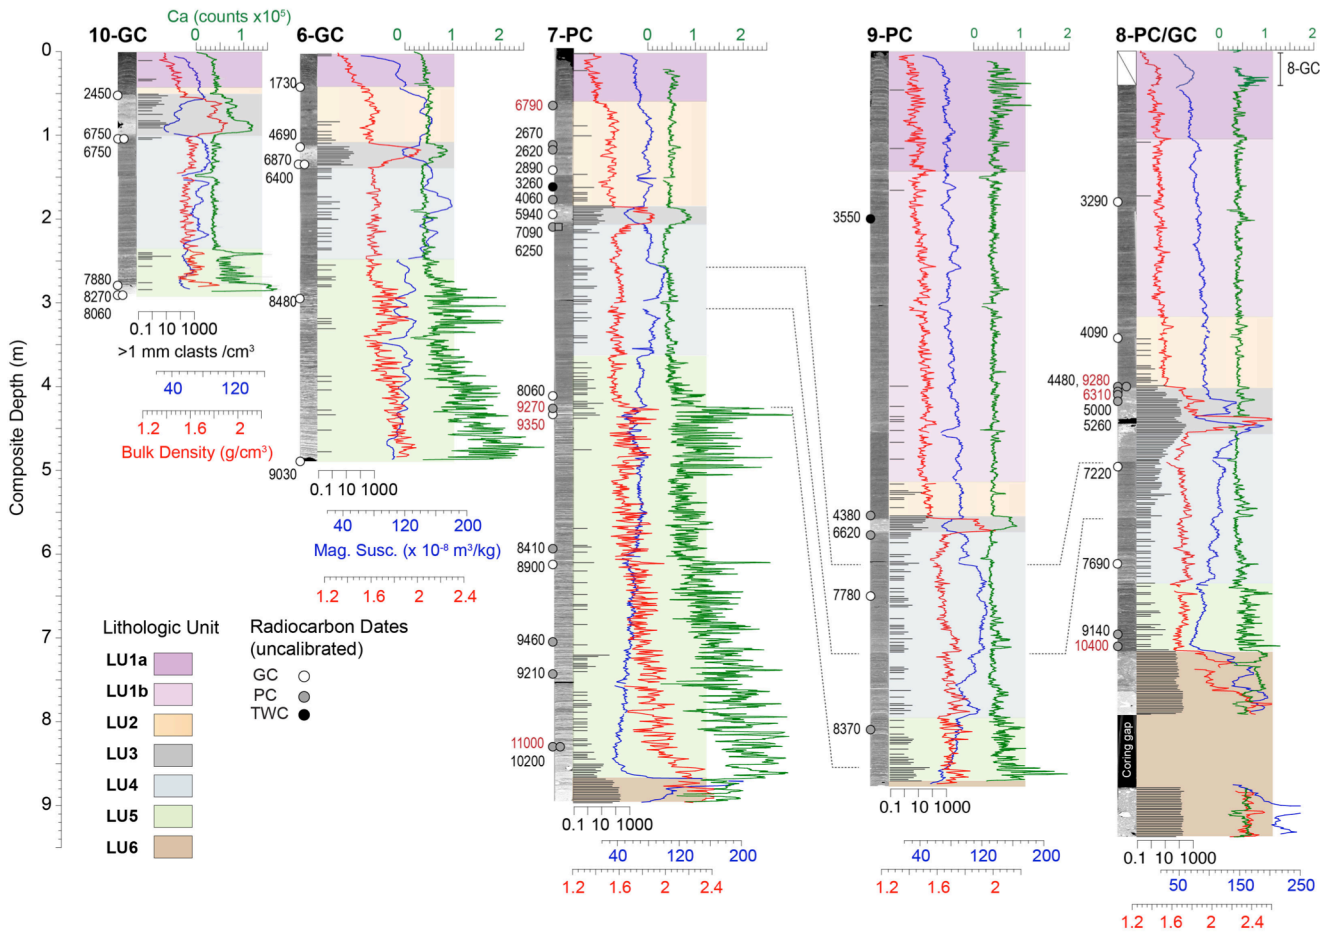 Ca (counts x10⁵)
10-GC
0 1
6-GC
0 1
7-PC
0 1 2
9-PC
0 1 2
8-PC/GC
0 1 2
8-GC
Composite Depth (m)
0
1
2
3
4
5
6
7
8
9
2450
6750
6750
7880
8270
8060
0.1 10 1000
>1 mm clasts /cm³
40 120
1.2 1.6 2
Bulk Density (g/cm³)
1730
4690
6870
6400
8480
9030
0.1 10 1000
40 120 200
Mag. Susc. (x 10⁻⁸ m³/kg)
1.2 1.6 2 2.4
6790
2670
2620
2890
3260
4060
5940
7090
6250
8060
9270
9350
8410
8900
9460
9210
11000
10200
0.1 10 1000
40 120 200
1.2 1.6 2 2.4
3550
4380
6620
7780
8370
0.1 10 1000
40 120 200
1.2 1.6 2
3290
4090
4480, 9280
6310
5000
5260
7220
7690
9140
10400
Coring gap
0.1 10 1000
50 150 250
1.2 1.6 2 2.4
Lithologic Unit
LU1a
LU1b
LU2
LU3
LU4
LU5
LU6
Radiocarbon Dates
(uncalibrated)
GC
PC
TWC